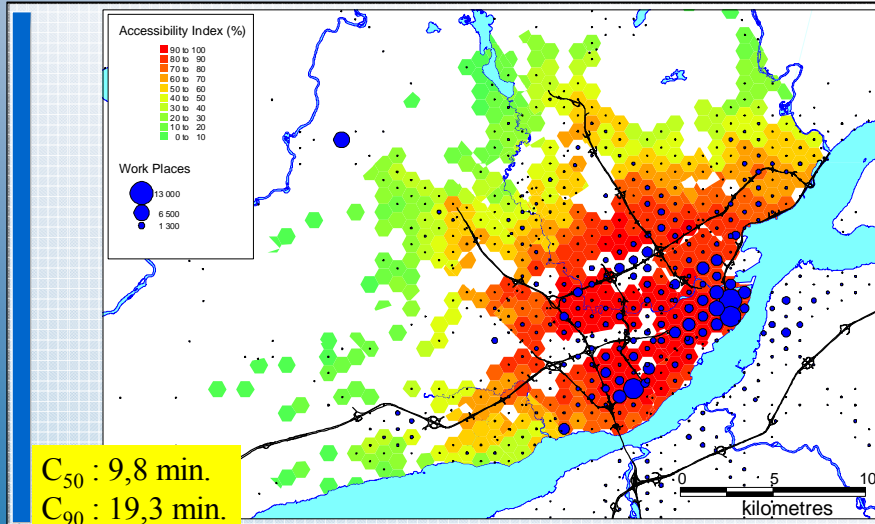 Accessibility Index (%)
90 to 100
80 to 90
70 to 80
60 to 70
50 to 60
40 to 50
30 to 40
20 to 30
10 to 20
0 to 10
Work Places
13 000
6 500
1 300
C50 : 9,8 min.
C90 : 19,3 min.
0 5 10
kilometres